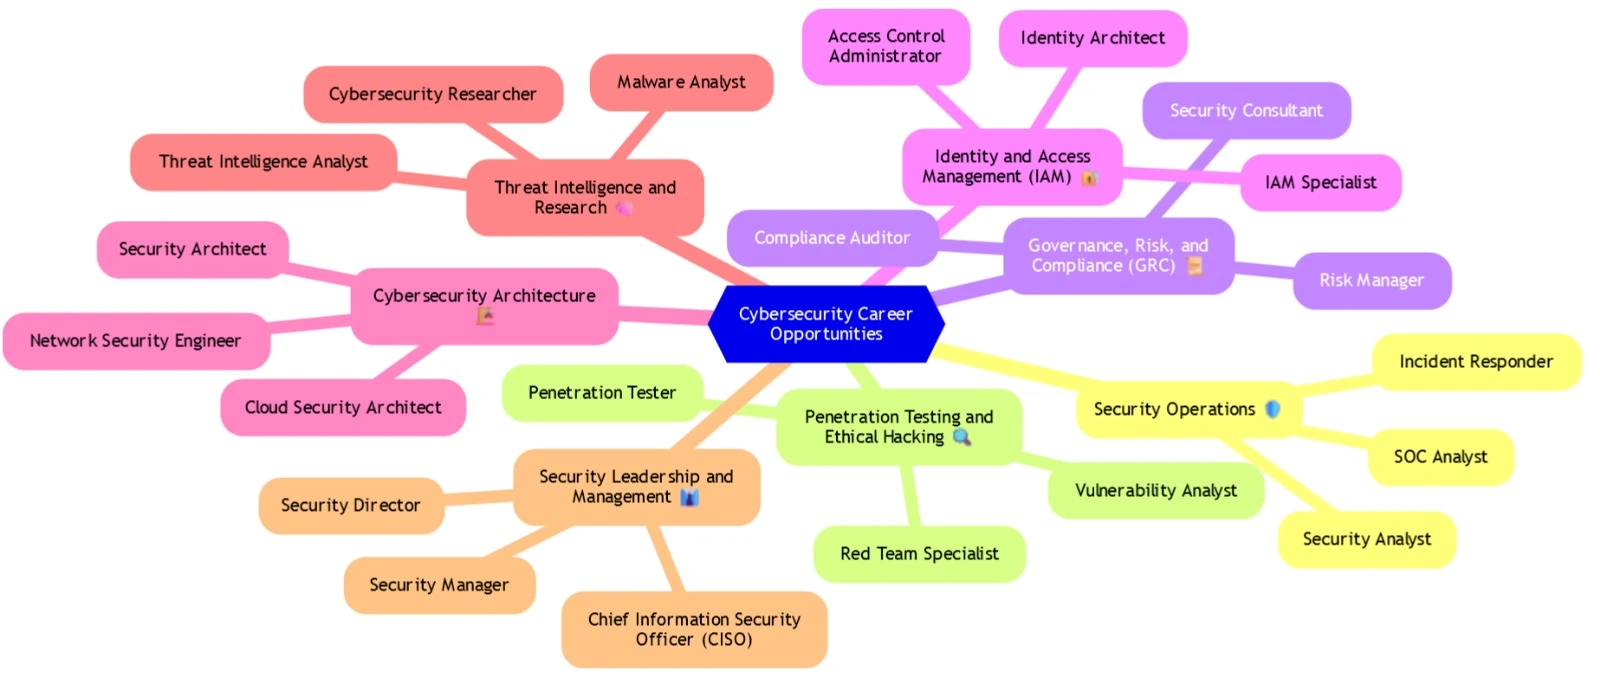 Access Control
Administrator
Identity Architect
Malware Analyst
Cybersecurity Researcher
Security Consultant
Threat Intelligence Analyst
Identity and Access
Management (IAM)
IAM Specialist
Threat Intelligence and
Research
Compliance Auditor
Governance, Risk, and
Compliance (GRC)
Risk Manager
Security Architect
Cybersecurity Architecture
Network Security Engineer
Cloud Security Architect
Cybersecurity Career
Opportunities
Incident Responder
Security Operations
SOC Analyst
Security Analyst
Penetration Tester
Penetration Testing and
Ethical Hacking
Vulnerability Analyst
Red Team Specialist
Security Leadership and
Management
Security Director
Security Manager
Chief Information Security
Officer (CISO)